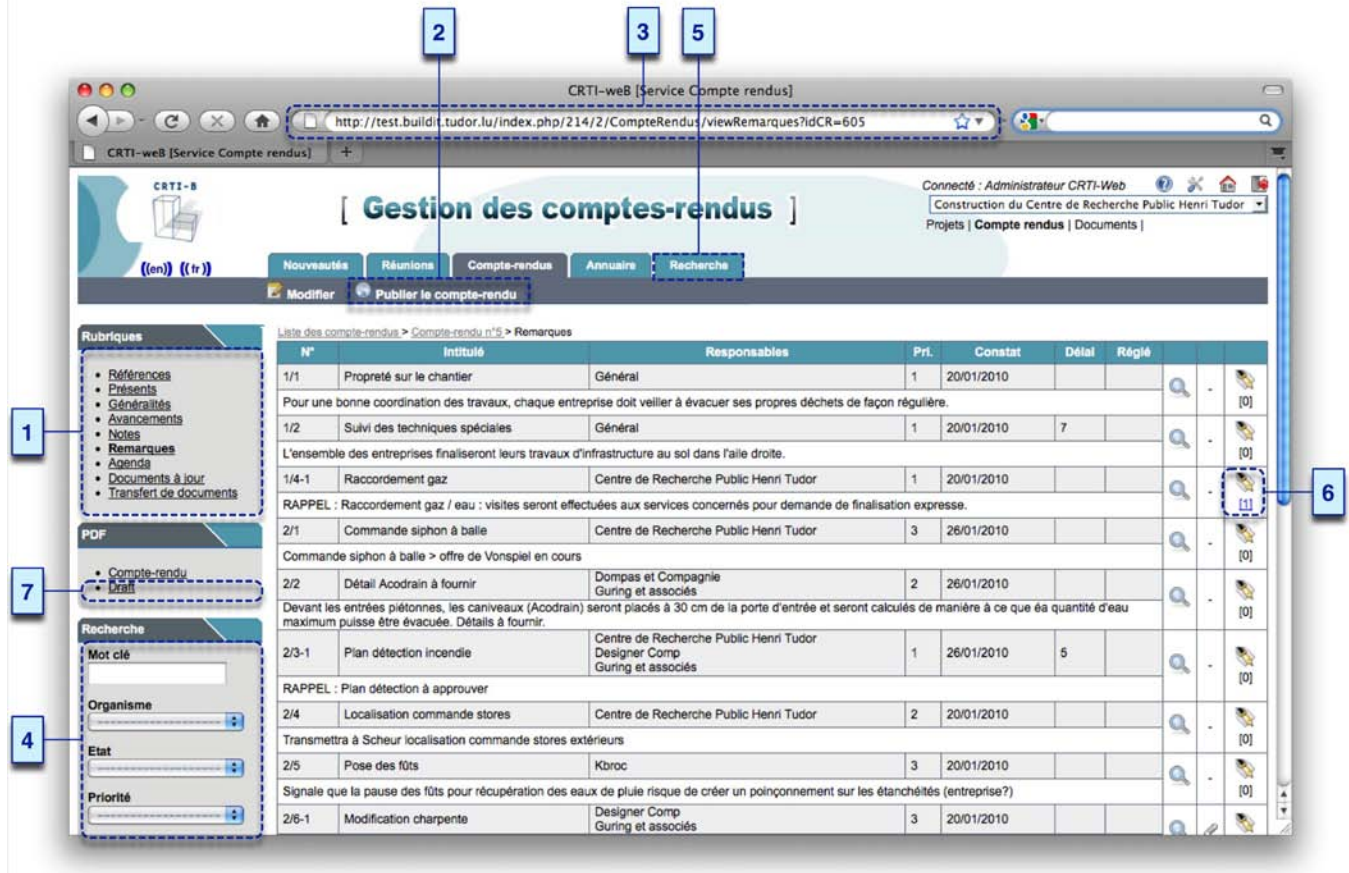 2
3
5
CRTI-weB [Service Compte rendus]
http://test.buildit.tudor.lu/index.php/214/2/CompteRendus/viewRemarques?idCR=605
CRTI-weB [Service Compte rendus]
+
CRTI-B
((en)) ((fr))
[ Gestion des comptes-rendus ]
Connecté : Administrateur CRTI-Web
Construction du Centre de Recherche Public Henri Tudor
Projets | Compte rendus | Documents |
Nouveautés Réunions Compte-rendus Annuaire Recherche
Modifier Publier le compte-rendu
1
7
4
6
Rubriques
• Références
• Présents
• Généralités
• Avancements
• Notes
• Remarques
• Agenda
• Documents à jour
• Transfert de documents
PDF
• Compte-rendu
• Draft
Recherche
Mot clé
Organisme
Etat
Priorité
Liste des compte-rendus > Compte-rendu n°5 > Remarques
N° Intitulé Responsables Pri. Constat Délai Réglé
1/1 Propreté sur le chantier Général 1 20/01/2010 - [0]
Pour une bonne coordination des travaux, chaque entreprise doit veiller à évacuer ses propres déchets de façon régulière.
1/2 Suivi des techniques spéciales Général 1 20/01/2010 7 - [0]
L'ensemble des entreprises finaliseront leurs travaux d'infrastructure au sol dans l'aile droite.
1/4-1 Raccordement gaz Centre de Recherche Public Henri Tudor 1 20/01/2010 - [1]
RAPPEL : Raccordement gaz / eau : visites seront effectuées aux services concernés pour demande de finalisation expresse.
2/1 Commande siphon à balle Centre de Recherche Public Henri Tudor 3 26/01/2010 - [0]
Commande siphon à balle > offre de Vonspiel en cours
2/2 Détail Acodrain à fournir Dompas et Compagnie 2 26/01/2010 - [0]
Guring et associés
Devant les entrées piétonnes, les caniveaux (Acodrain) seront placés à 30 cm de la porte d'entrée et seront calculés de manière à ce que éa quantité d'eau
maximum puisse être évacuée. Détails à fournir.
Centre de Recherche Public Henri Tudor
2/3-1 Plan détection incendie Designer Comp 1 26/01/2010 5 - [0]
Guring et associés
RAPPEL : Plan détection à approuver
2/4 Localisation commande stores Centre de Recherche Public Henri Tudor 2 20/01/2010 - [0]
Transmettra à Scheur localisation commande stores extérieurs
2/5 Pose des fûts Kbroc 3 20/01/2010 - [0]
Signale que la pause des fûts pour récupération des eaux de pluie risque de créer un poinçonnement sur les étanchéités (entreprise?)
2/6-1 Modification charpente Designer Comp 3 20/01/2010
Guring et associés